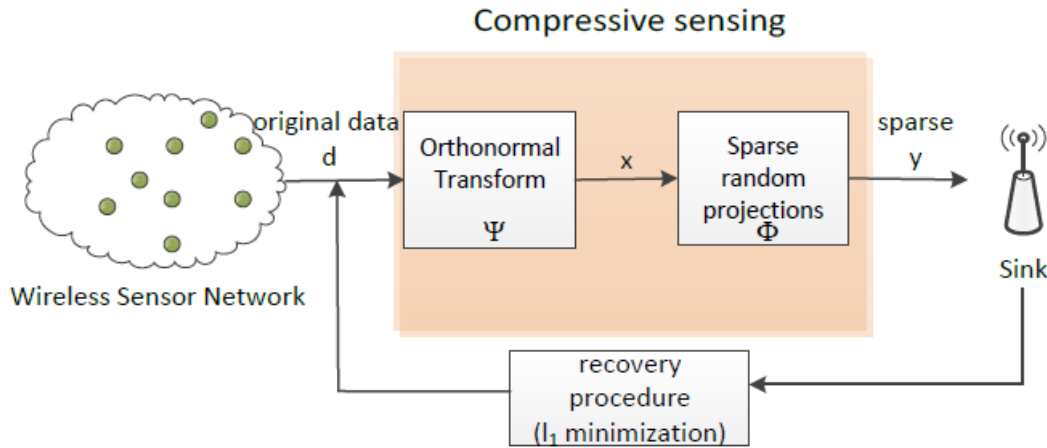 Compressive sensing
original data
d
Orthonormal
Transform
Ψ
x
Sparse
random
projections
Φ
sparse
y
Sink
Wireless Sensor Network
recovery
procedure
(l₁ minimization)